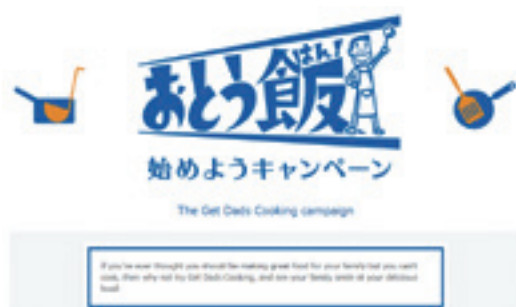 はん!
おとう飯
始めようキャンペーン
The Get Dads Cooking campaign
If you've ever thought you should be making great food for your family but you can't
cook, then why not try Get Dads Cooking, and see your family smile at your delicious
food!